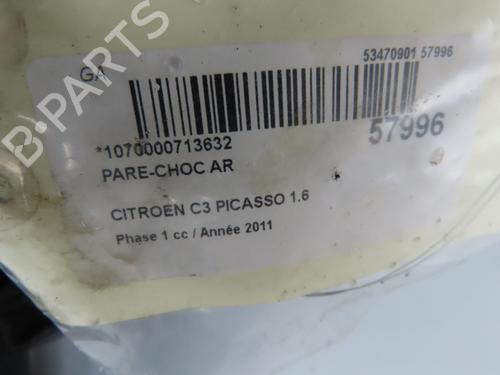 GA
53470901 57996
57996
*1070000713632
PARE-CHOC AR
CITROEN C3 PICASSO 1.6
Phase 1 cc / Année 2011
B-PARTS